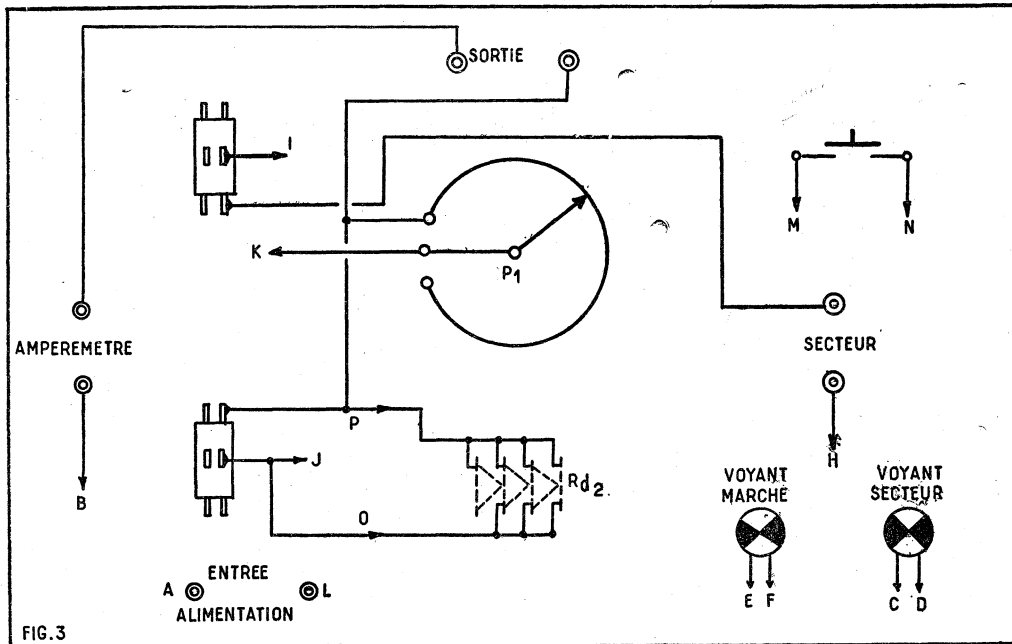 SORTIE
I
M
N
K
P1
AMPEREMETRE
SECTEUR
P
H
J
Rd2.
VOYANT
MARCHE
VOYANT
SECTEUR
B
O
E F
C D
ENTREE
A
L
ALIMENTATION
FIG.3